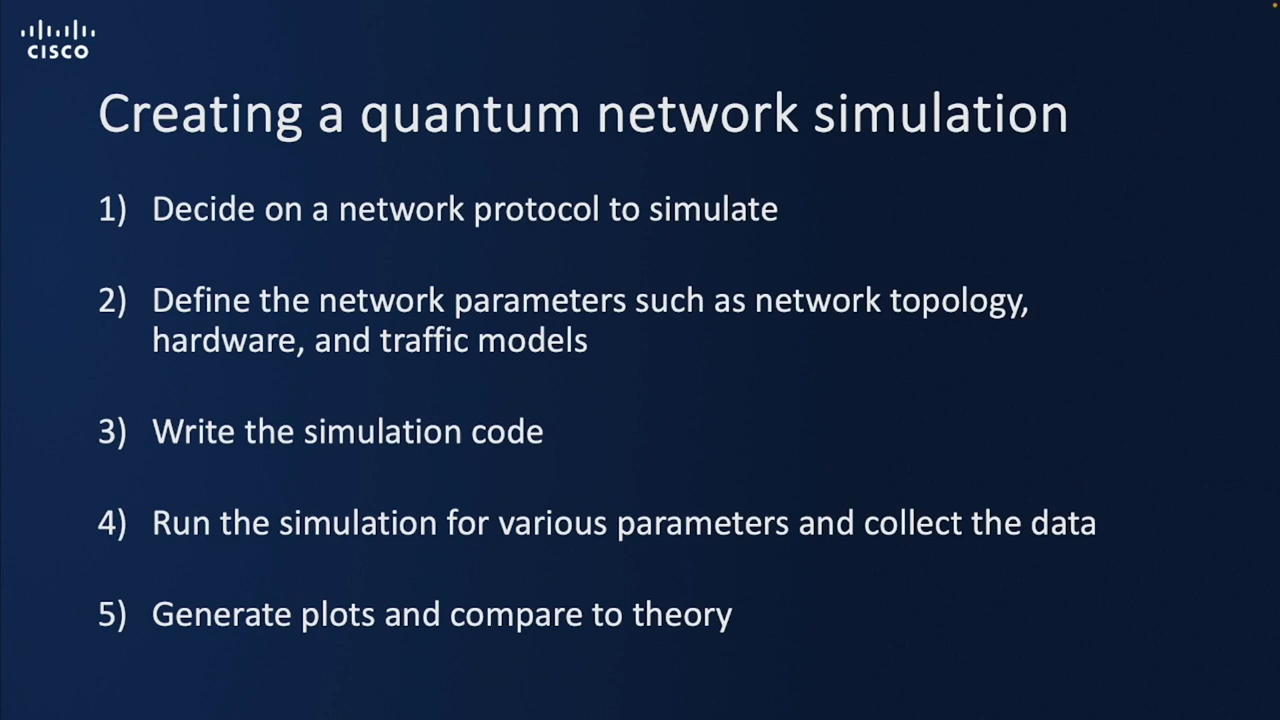 CISCO
Creating a quantum network simulation
1) Decide on a network protocol to simulate
2) Define the network parameters such as network topology,
hardware, and traffic models
3) Write the simulation code
4) Run the simulation for various parameters and collect the data
5) Generate plots and compare to theory